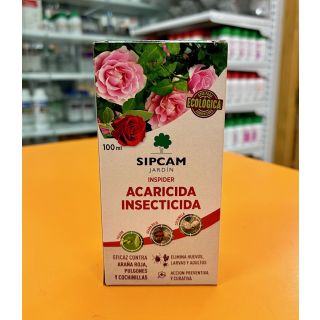 ECOLÓGICA
100 ml
SIPCAM
JARDÍN
INSPIDER
ACARICIDA
INSECTICIDA
EFICAZ CONTRA
ARAÑA ROJA,
PULGONES
Y COCHINILLAS
ELIMINA HUEVOS,
LARVAS Y ADULTOS
ACCION PREVENTIVA
Y CURATIVA